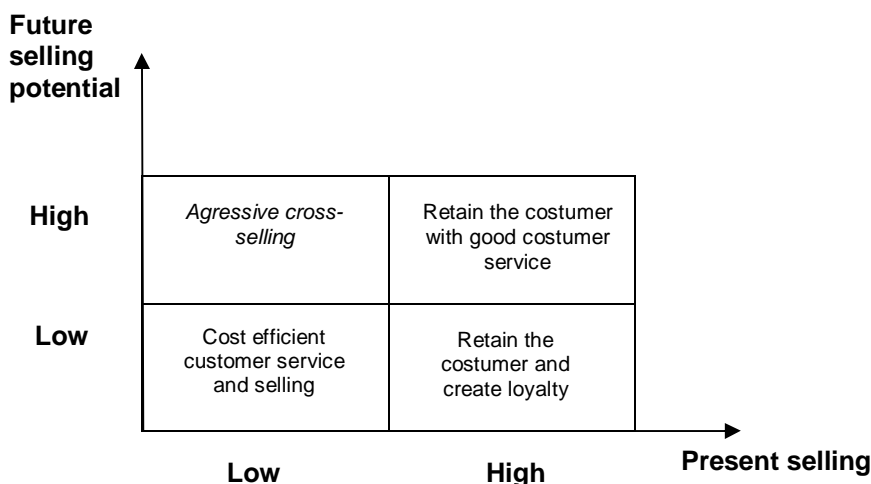 Future
selling
potential
High
Agressive cross-
selling
Retain the costumer
with good costumer
service
Low
Cost efficient
customer service
and selling
Retain the
costumer and
create loyalty
Low
High
Present selling